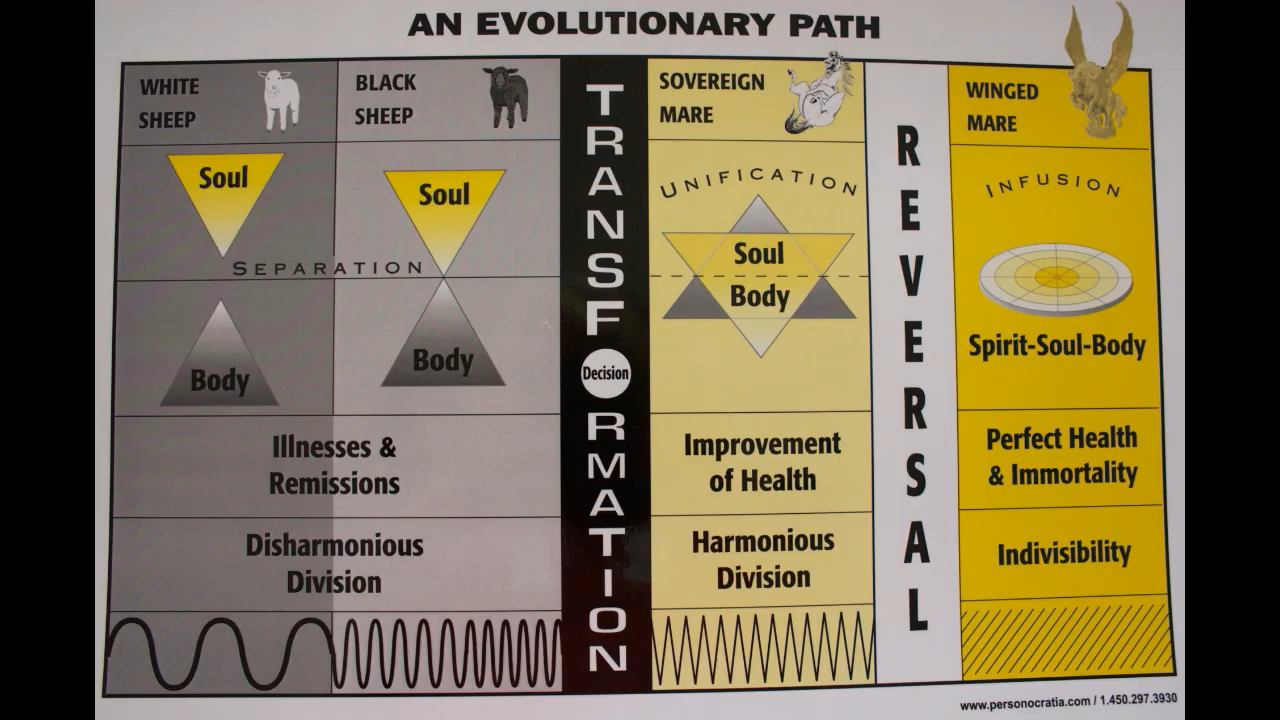 AN EVOLUTIONARY PATH
WHITE
SHEEP
BLACK
SHEEP
TRANSFORMATION
Decision
SOVEREIGN
MARE
REVERSAL
WINGED
MARE
Soul
Soul
SEPARATION
Body
Body
UNIFICATION
Soul
Body
INFUSION
Spirit-Soul-Body
Illnesses &
Remissions
Improvement
of Health
Perfect Health
& Immortality
Disharmonious
Division
Harmonious
Division
Indivisibility
www.personocratia.com / 1.450.297.3930